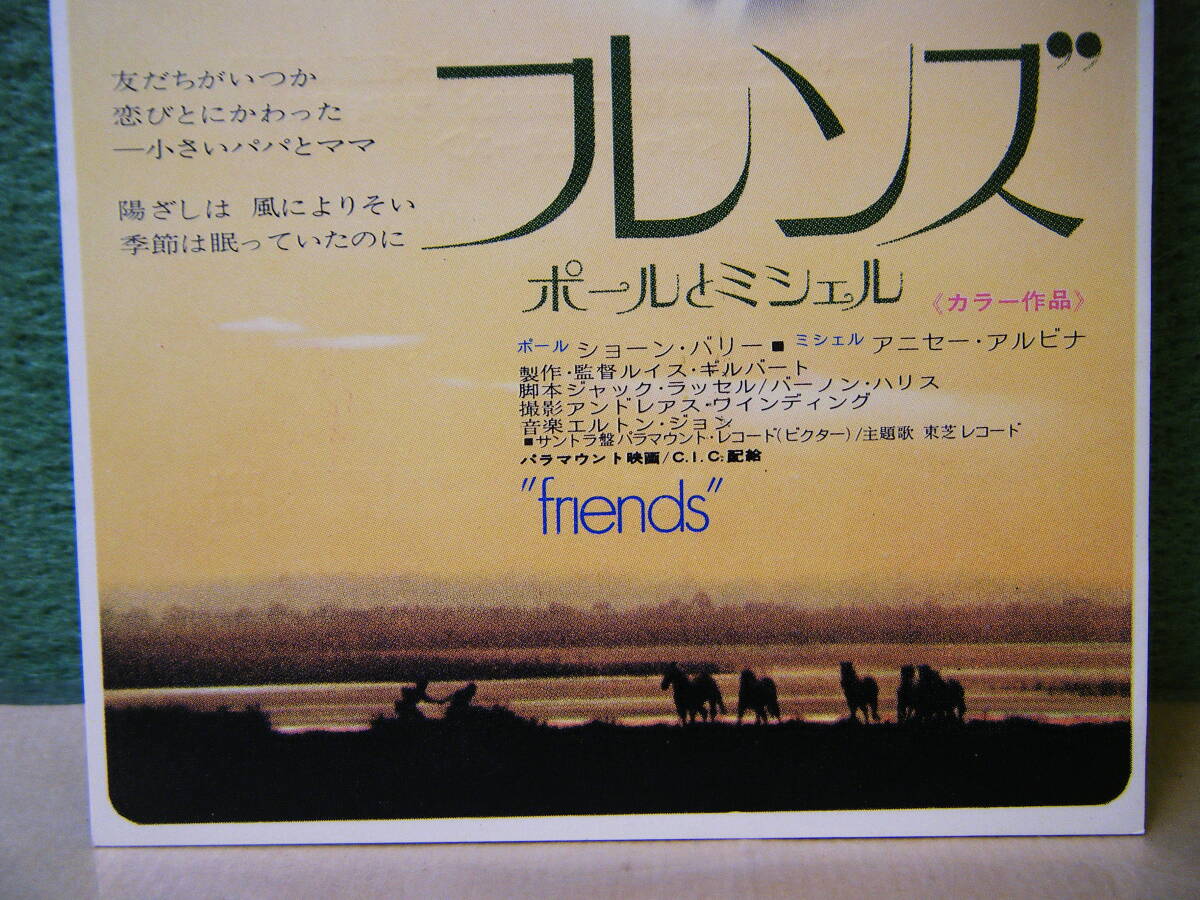 友だちがいつか
恋びとにかわった
―小さいパパとママ
陽ざしは 風によりそい
季節は眠っていたのに
フレンズ
ポールとミシェル
《カラー作品》
ポール ショーン・バリー ■ ミシェル アニセー・アルビナ
製作・監督ルイス・ギルバート
脚本ジャック・ラッセル/バーノン・ハリス
撮影アンドレアス・ワインディング
音楽エルトン・ジョン
■サントラ盤パラマウント・レコード(ビクター)/主題歌 東芝レコード
パラマウント映画/C.I.C.配給
"friends"